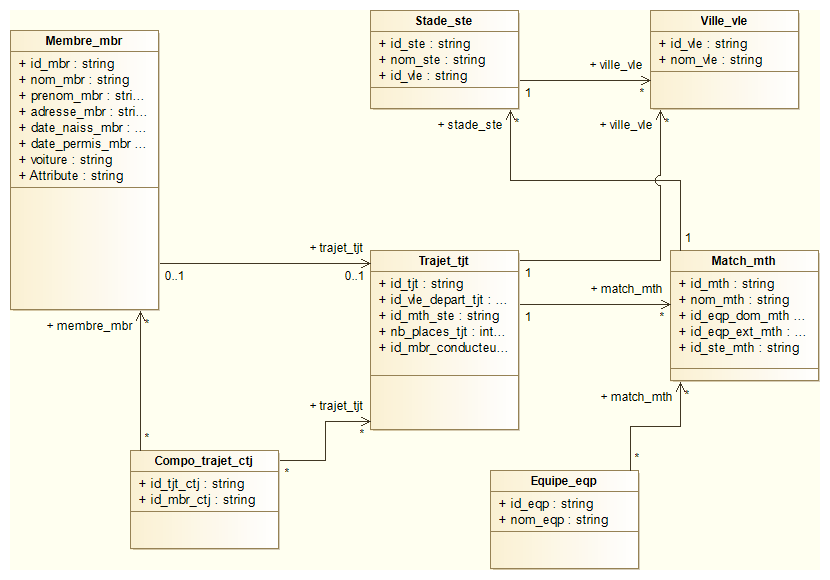 Membre_mbr
+ id_mbr : string
+ nom_mbr : string
+ prenom_mbr : stri...
+ adresse_mbr : stri...
+ date_naiss_mbr : ...
+ date_permis_mbr ...
+ voiture : string
+ Attribute : string
Stade_ste
+ id_ste : string
+ nom_ste : string
+ id_vle : string
Ville_vle
+ id_vle : string
+ nom_vle : string
+ ville_vle
1
*
+ stade_ste
*
+ ville_vle
*
1
+ trajet_tjt
0..1
0..1
Trajet_tjt
+ id_tjt : string
+ id_vle_depart_tjt : ...
+ id_mth_ste : string
+ nb_places_tjt : int...
+ id_mbr_conducteu...
1
+ match_mth
1
*
Match_mth
+ id_mth : string
+ nom_mth : string
+ id_eqp_dom_mth ...
+ id_eqp_ext_mth : ...
+ id_ste_mth : string
+ membre_mbr
*
*
+ trajet_tjt
*
*
+ match_mth
*
*
Compo_trajet_ctj
+ id_tjt_ctj : string
+ id_mbr_ctj : string
Equipe_eqp
+ id_eqp : string
+ nom_eqp : string